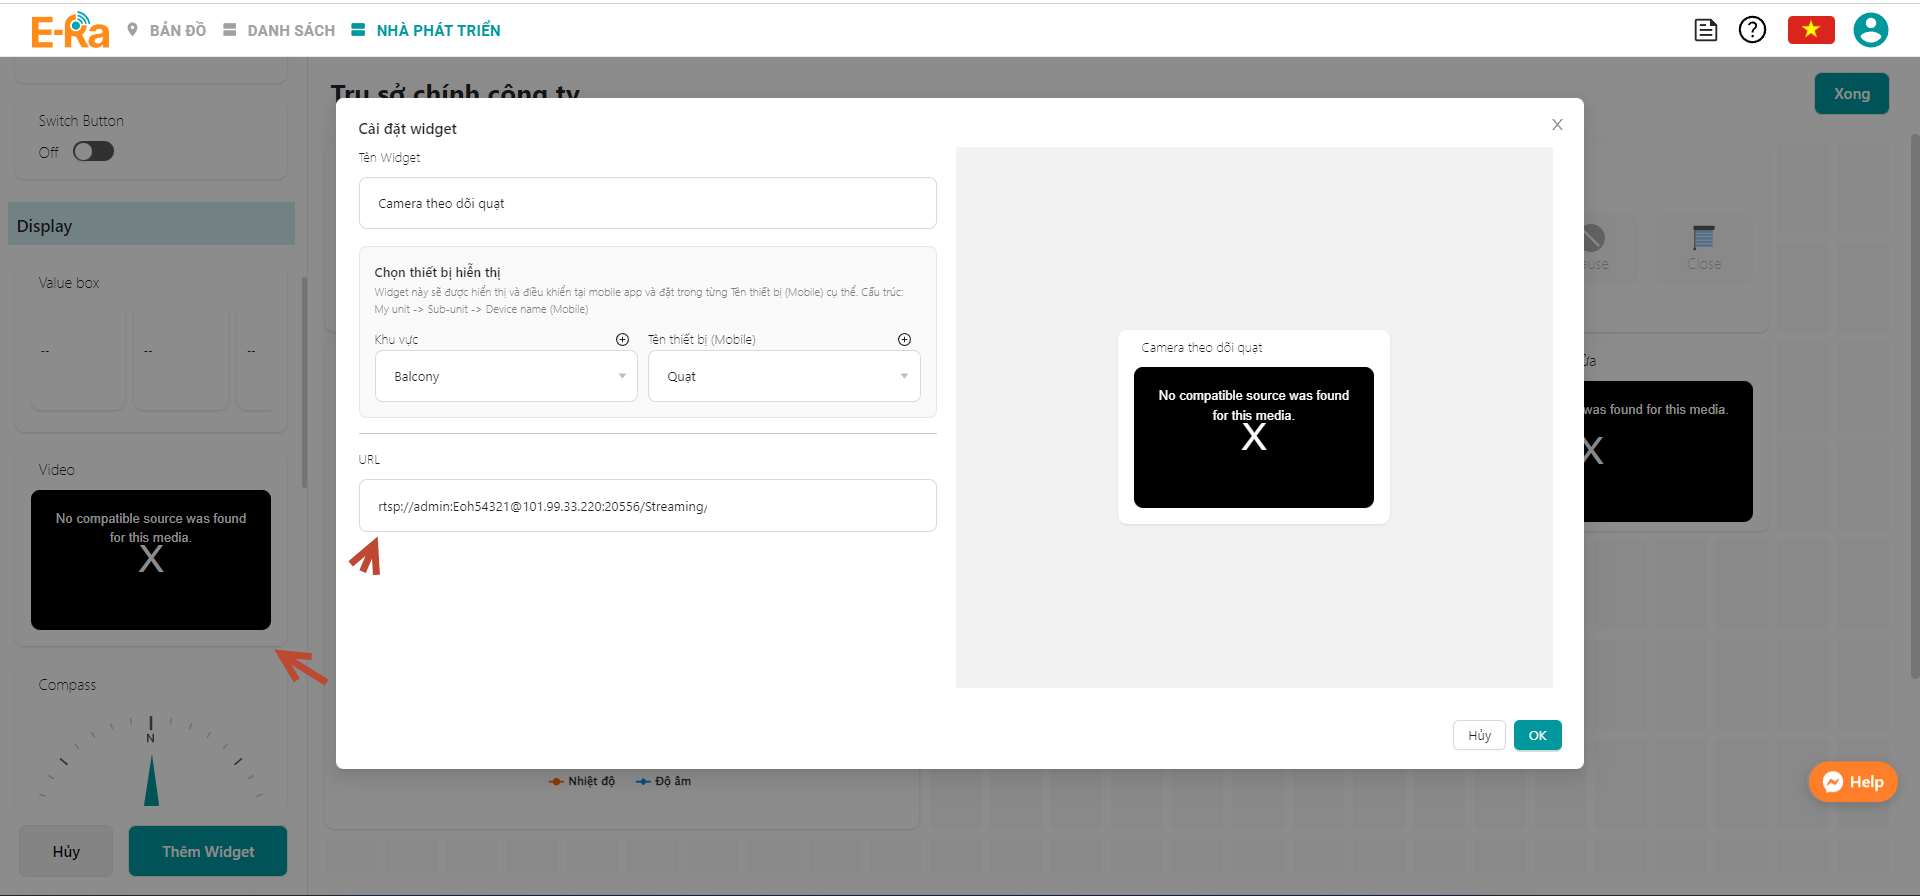 E-Ra
BẢN ĐỒ
DANH SÁCH
NHÀ PHÁT TRIỂN
Trụ sở chính công ty
Xong
Switch Button
Off
Display
Value box
--
--
--
Video
No compatible source was found
for this media.
X
Compass
N
Hủy
Thêm Widget
Cài đặt widget
X
Tên Widget
Camera theo dõi quạt
Chọn thiết bị hiễn thị
Widget này sẽ được hiển thị và điều khiển tại mobile app và đặt trong từng Tên thiết bị (Mobile) cụ thể. Cấu trúc:
My unit -> Sub-unit -> Device name (Mobile)
Khu vực
Tên thiết bị (Mobile)
Balcony
Quạt
URL
rtsp://admin:Eoh54321@101.99.33.220:20556/Streaming/
Camera theo dõi quạt
No compatible source was found
for this media.
X
Hủy
OK
ause
Close
ửa
was found for this media.
X
Nhiệt độ
Độ ẩm
Help